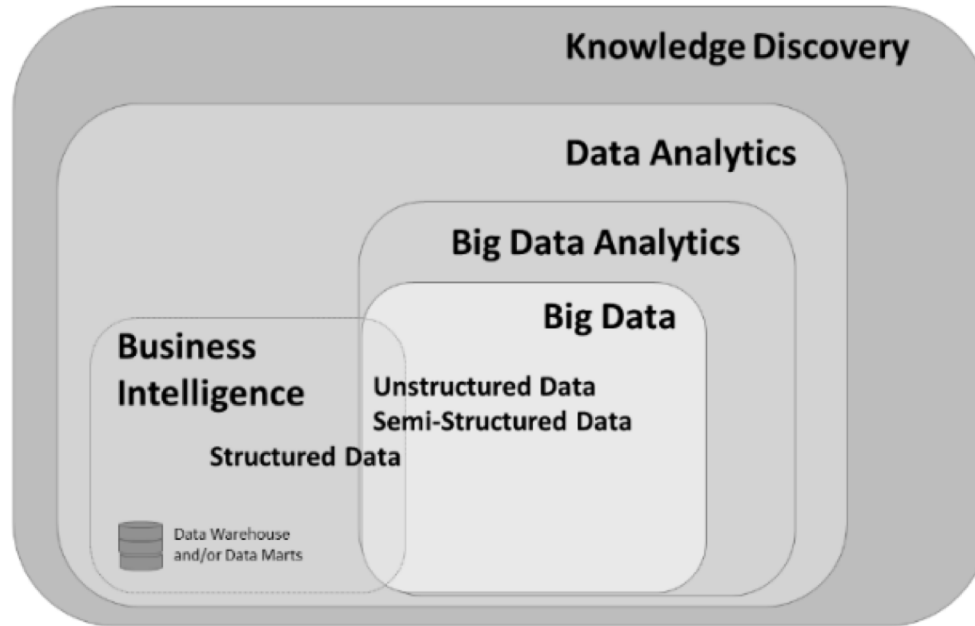 Knowledge Discovery
Data Analytics
Big Data Analytics
Big Data
Business
Intelligence
Unstructured Data
Semi-Structured Data
Structured Data
Data Warehouse
and/or Data Marts